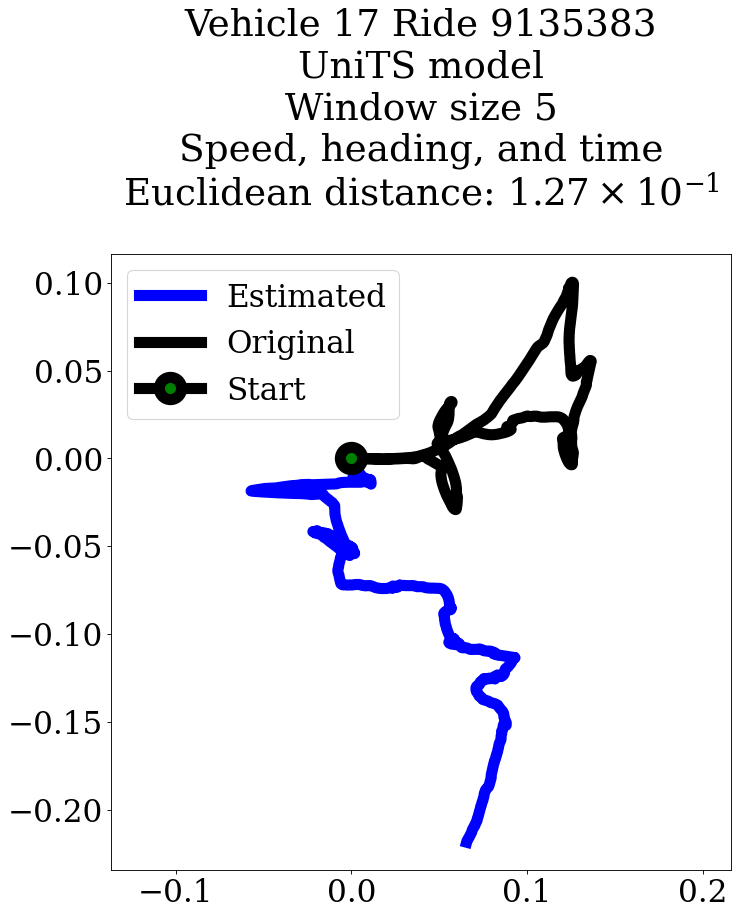 Vehicle 17 Ride 9135383
UniTS model
Window size 5
Speed, heading, and time
Euclidean distance: 1.27 × 10⁻¹
Estimated
Original
Start
0.10
0.05
0.00
−0.05
−0.10
−0.15
−0.20
−0.1 0.0 0.1 0.2